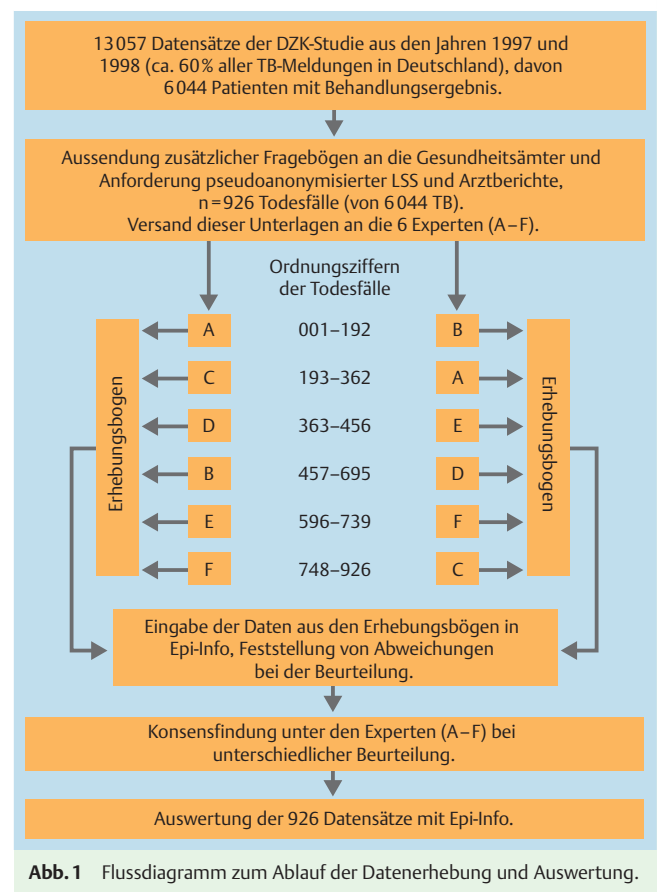 13057 Datensätze der DZK-Studie aus den Jahren 1997 und
1998 (ca. 60% aller TB-Meldungen in Deutschland), davon
6044 Patienten mit Behandlungsergebnis.
Aussendung zusätzlicher Fragebögen an die Gesundheitsämter und
Anforderung pseudoanonymisierter LSS und Arztberichte,
n=926 Todesfälle (von 6044 TB).
Versand dieser Unterlagen an die 6 Experten (A–F).
Ordnungsziffern
der Todesfälle
Erhebungsbogen
A 001–192 B
C 193–362 A
D 363–456 E
B 457–695 D
E 596–739 F
F 748–926 C
Erhebungsbogen
Eingabe der Daten aus den Erhebungsbögen in
Epi-Info, Feststellung von Abweichungen
bei der Beurteilung.
Konsensfindung unter den Experten (A–F) bei
unterschiedlicher Beurteilung.
Auswertung der 926 Datensätze mit Epi-Info.
Abb. 1 Flussdiagramm zum Ablauf der Datenerhebung und Auswertung.